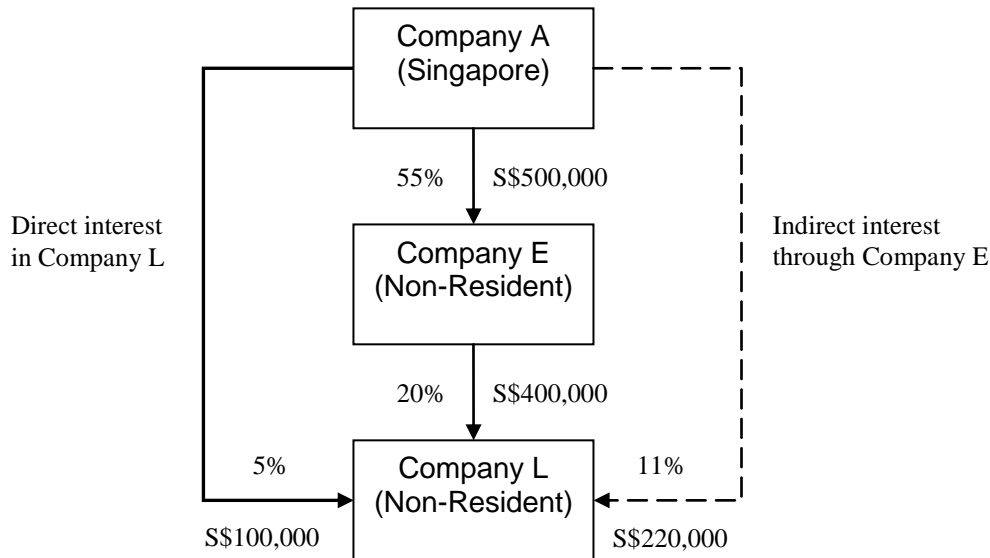 Company A
(Singapore)
55% S$500,000
Direct interest
in Company L
Indirect interest
through Company E
Company E
(Non-Resident)
20% S$400,000
5%
Company L
(Non-Resident)
11%
S$100,000
S$220,000